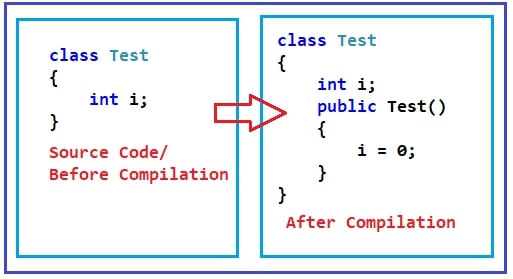 class Test
{
int i;
}
Source Code/
Before Compilation
class Test
{
int i;
public Test()
{
i = 0;
}
}
After Compilation